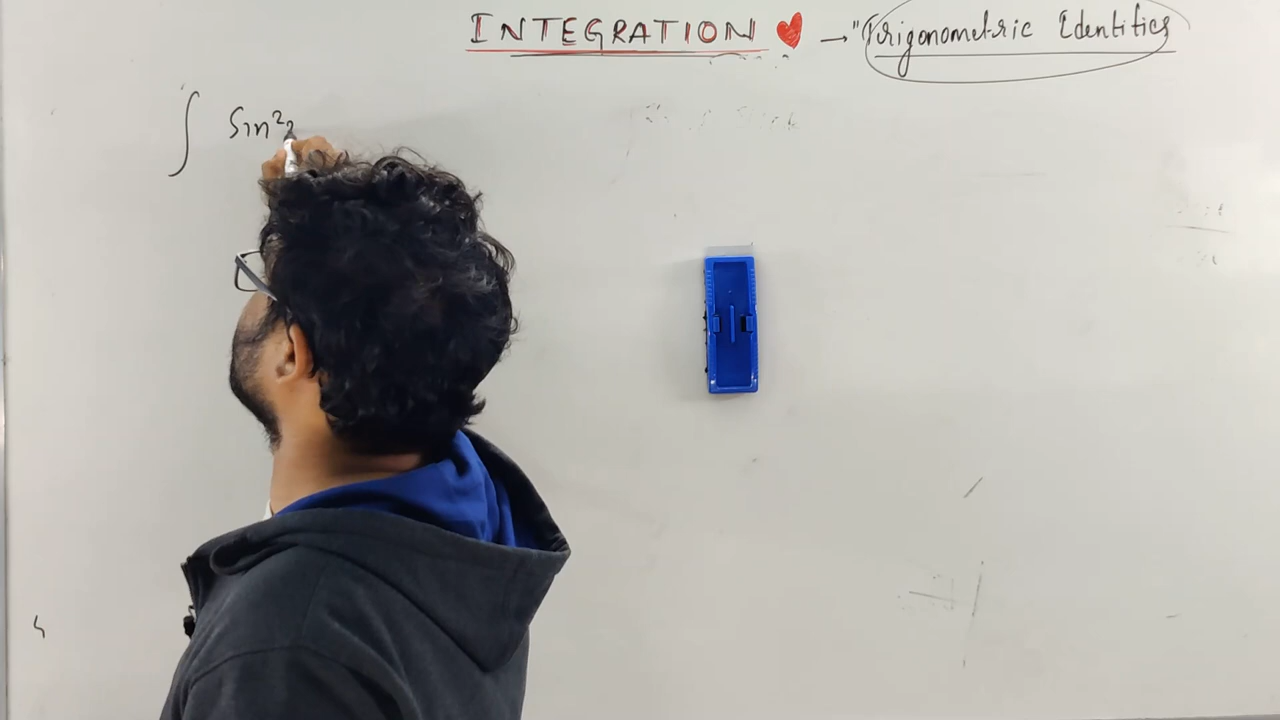 INTEGRATION ❤ → "Trigonometric Identities
∫ Sin²